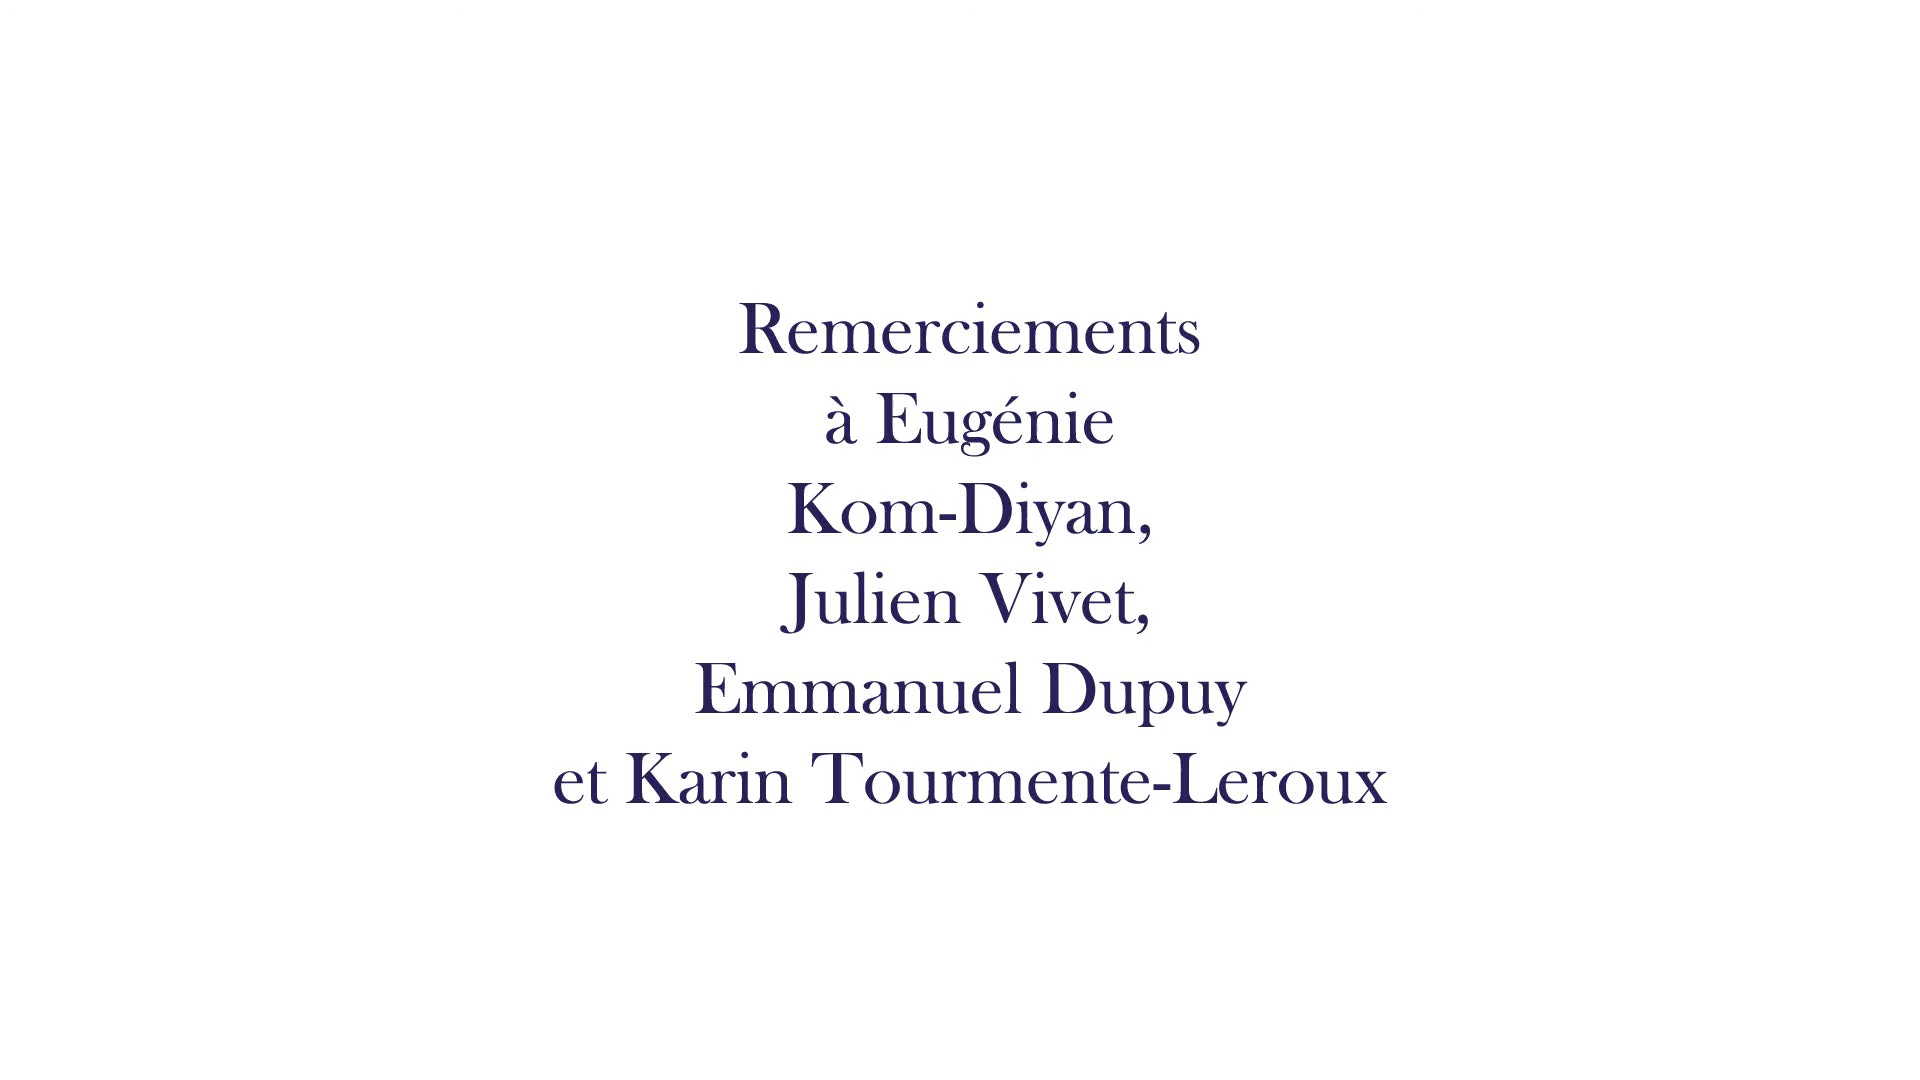 Remerciements
à Eugénie
Kom-Diyan,
Julien Vivet,
Emmanuel Dupuy
et Karin Tourmente-Leroux